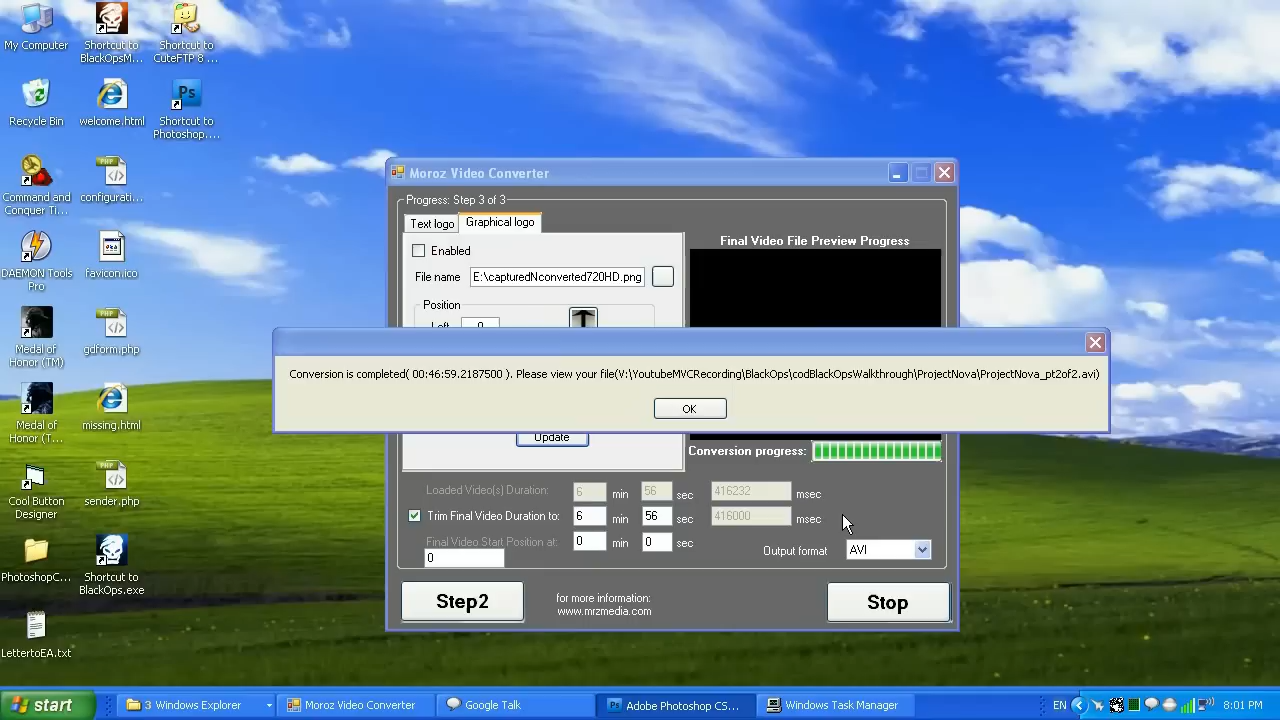 My Computer
Shortcut to
BlackOpsM...
Shortcut to
CuteFTP 8 ...
Recycle Bin
welcome.html
Ps
Shortcut to
Photoshop....
Command and
Conquer Ti...
PHP
configurati...
DAEMON Tools
Pro
favicon.ico
Medal of
Honor (TM)
PHP
gdform.php
Medal of
Honor (T...
missing.html
Cool Button
Designer
PHP
sender.php
PhotoshopC...
Shortcut to
BlackOps.exe
LettertoEA.txt
Moroz Video Converter
Progress: Step 3 of 3
Text logo
Graphical logo
Enabled
File name
E:\capturedNconverted720HD.png
Position
Left
0
Final Video File Preview Progress
Conversion is completed( 00:46:59.2187500 ). Please view your file(V:\YoutubeMVCRecording\BlackOps\codBlackOpsWalkthrough\ProjectNova\ProjectNova_pt2of2.avi)
OK
Update
Conversion progress:
Loaded Video(s) Duration: 6 min 56 sec 416232 msec
Trim Final Video Duration to: 6 min 56 sec 416000 msec
Final Video Start Position at: 0 min 0 sec
0
Output format AVI
Step2
for more information:
www.mrzmedia.com
Stop
start
3 Windows Explorer
Moroz Video Converter
Google Talk
Ps Adobe Photoshop CS...
Windows Task Manager
EN
8:01 PM